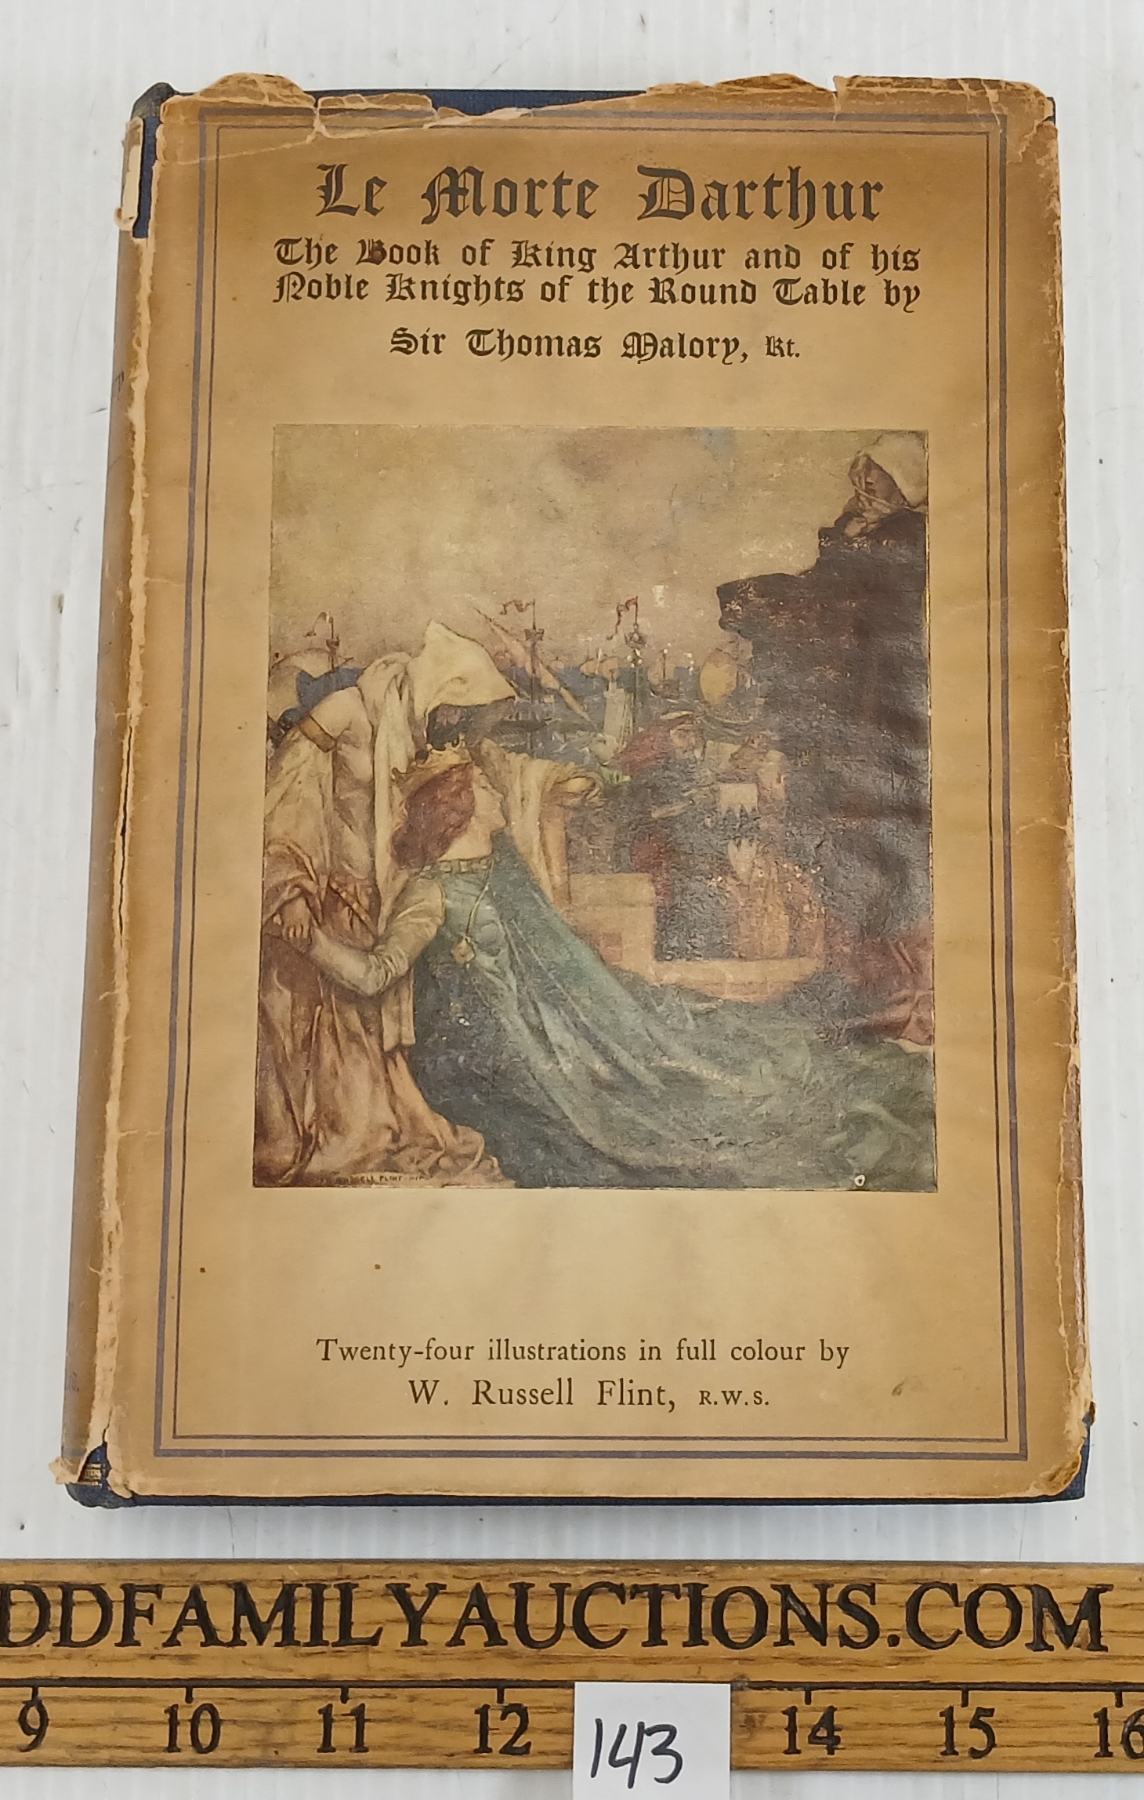 Le Morte Darthur
The Book of King Arthur and of his
Noble Knights of the Round Table by
Sir Thomas Malory, Kt.
RUSSELL FLINT
Twenty-four illustrations in full colour by
W. Russell Flint, R.W.S.
DDFAMILYAUCTIONS.COM
9 10 11 12 14 15 16
143